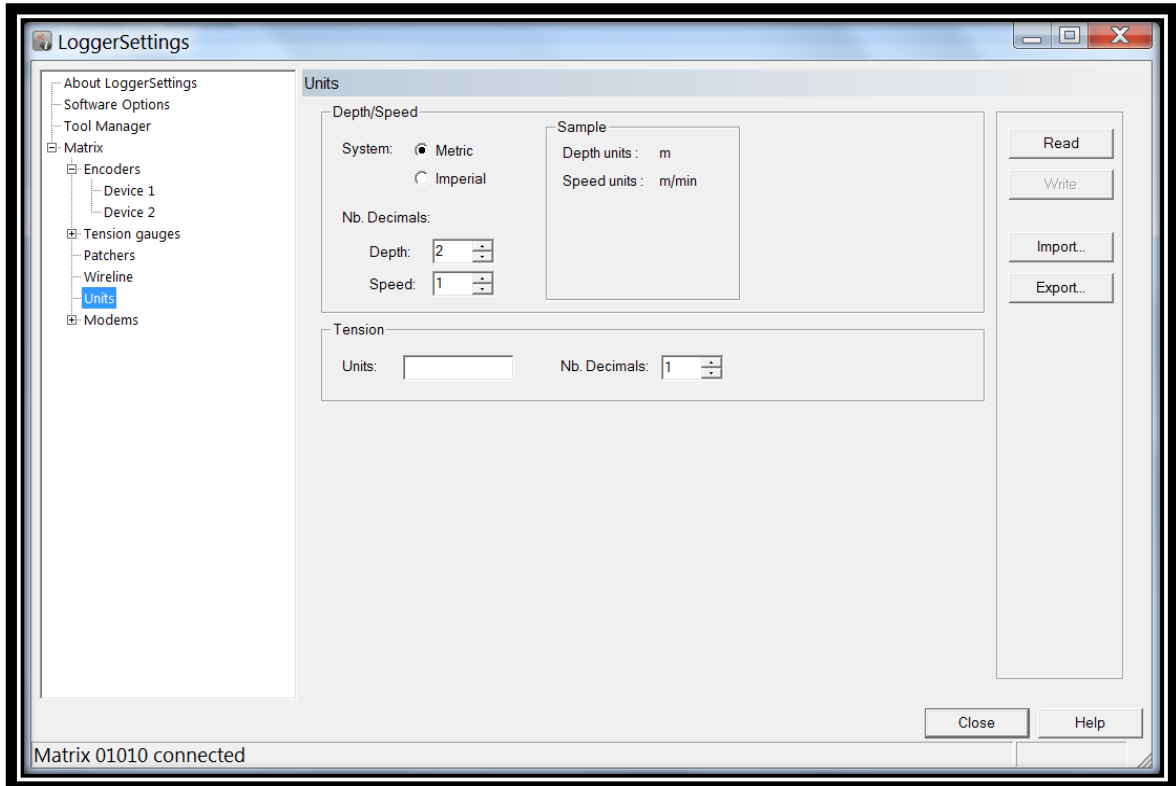 LoggerSettings
About LoggerSettings
Software Options
Tool Manager
Matrix
Encoders
Device 1
Device 2
Tension gauges
Patchers
Wireline
Units
Modems
Units
Depth/Speed
System: Metric
Imperial
Nb. Decimals:
Depth: 2
Speed: 1
Sample
Depth units : m
Speed units : m/min
Tension
Units:
Nb. Decimals: 1
Read
Write
Import...
Export...
Close
Help
Matrix 01010 connected